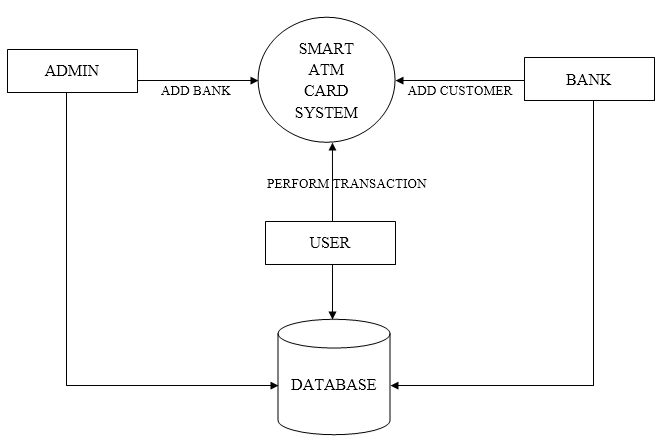 SMART
ATM
CARD
SYSTEM
ADMIN
BANK
ADD BANK
ADD CUSTOMER
PERFORM TRANSACTION
USER
DATABASE